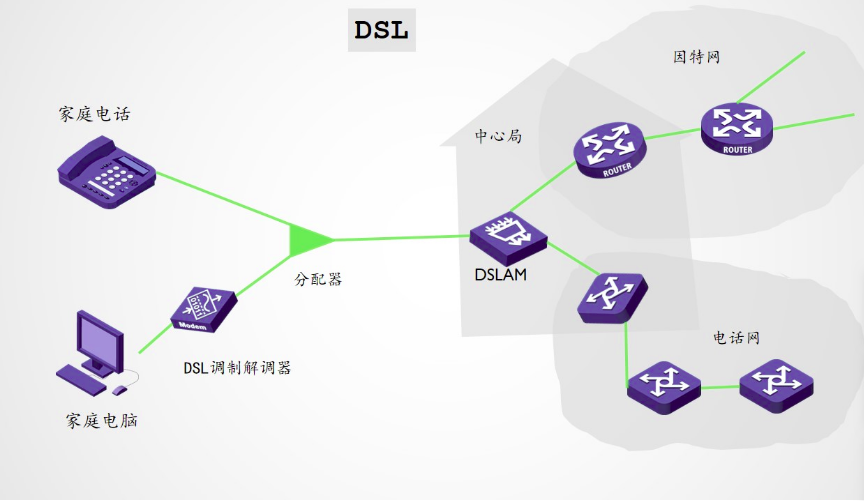 DSL
因特网
家庭电话
中心局
ROUTER
ROUTER
分配器
DSLAM
Modem
电话网
DSL调制解调器
家庭电脑